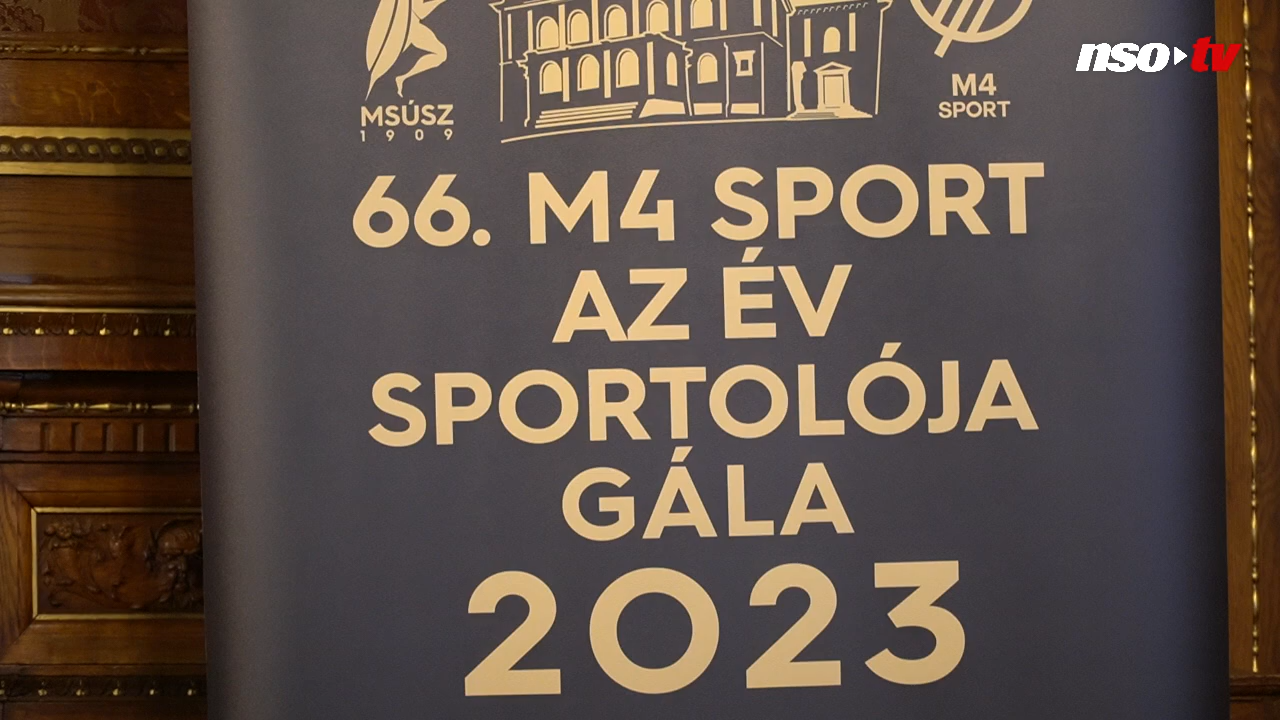 nso tv
MSÚSZ
1909
M4
SPORT
66. M4 SPORT
AZ ÉV
SPORTOLÓJA
GÁLA
2023